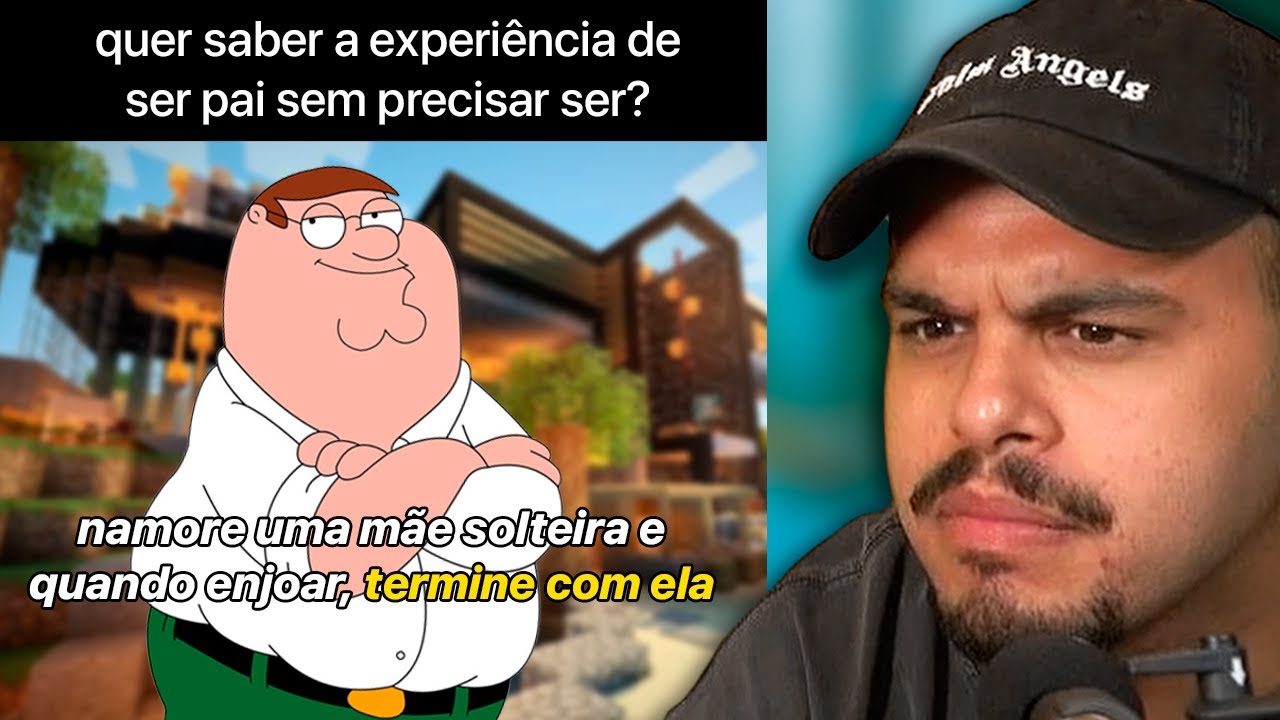 quer saber a experiência de
ser pai sem precisar ser?
namore uma mãe solteira e
quando enjoar, termine com ela
Palm Angels